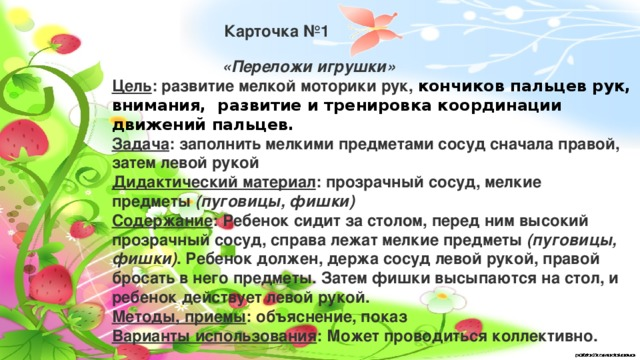 Карточка №1
«Переложи игрушки»
Цель: развитие мелкой моторики рук, кончиков пальцев рук,
внимания, развитие и тренировка координации
движений пальцев.
Задача: заполнить мелкими предметами сосуд сначала правой,
затем левой рукой
Дидактический материал: прозрачный сосуд, мелкие
предметы (пуговицы, фишки)
Содержание: Ребенок сидит за столом, перед ним высокий
прозрачный сосуд, справа лежат мелкие предметы (пуговицы,
фишки). Ребенок должен, держа сосуд левой рукой, правой
бросать в него предметы. Затем фишки высыпаются на стол, и
ребенок действует левой рукой.
Методы, приемы: объяснение, показ
Варианты использования: Может проводиться коллективно.